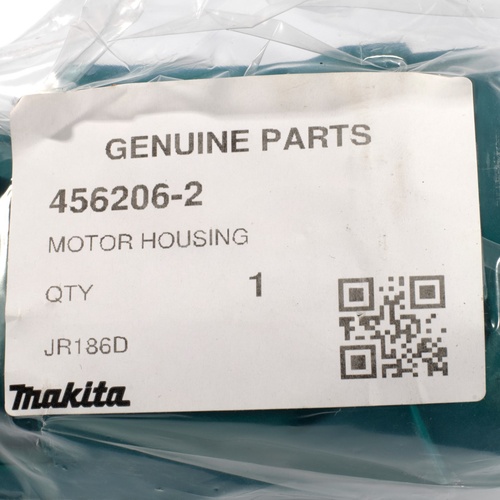 GENUINE PARTS
456206-2
MOTOR HOUSING
QTY 1
JR186D
makita